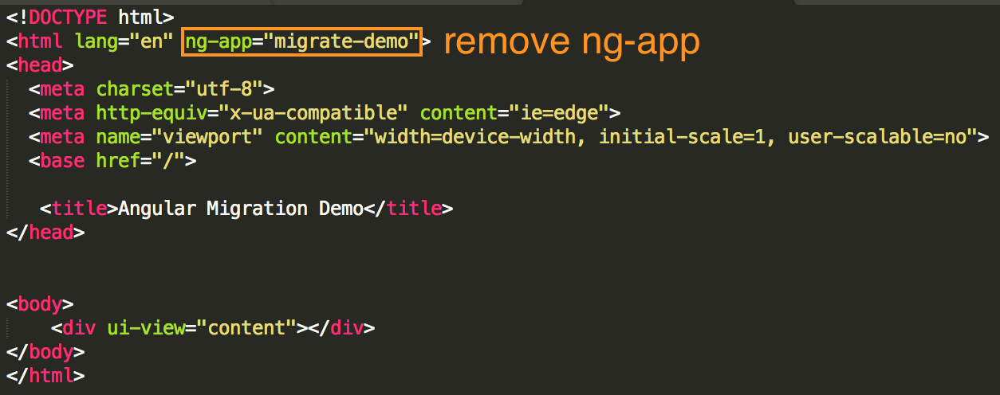 <!DOCTYPE html>
<html lang="en" ng-app="migrate-demo"> remove ng-app
<head>
<meta charset="utf-8">
<meta http-equiv="x-ua-compatible" content="ie=edge">
<meta name="viewport" content="width=device-width, initial-scale=1, user-scalable=no">
<base href="/">
<title>Angular Migration Demo</title>
</head>
<body>
<div ui-view="content"></div>
</body>
</html>